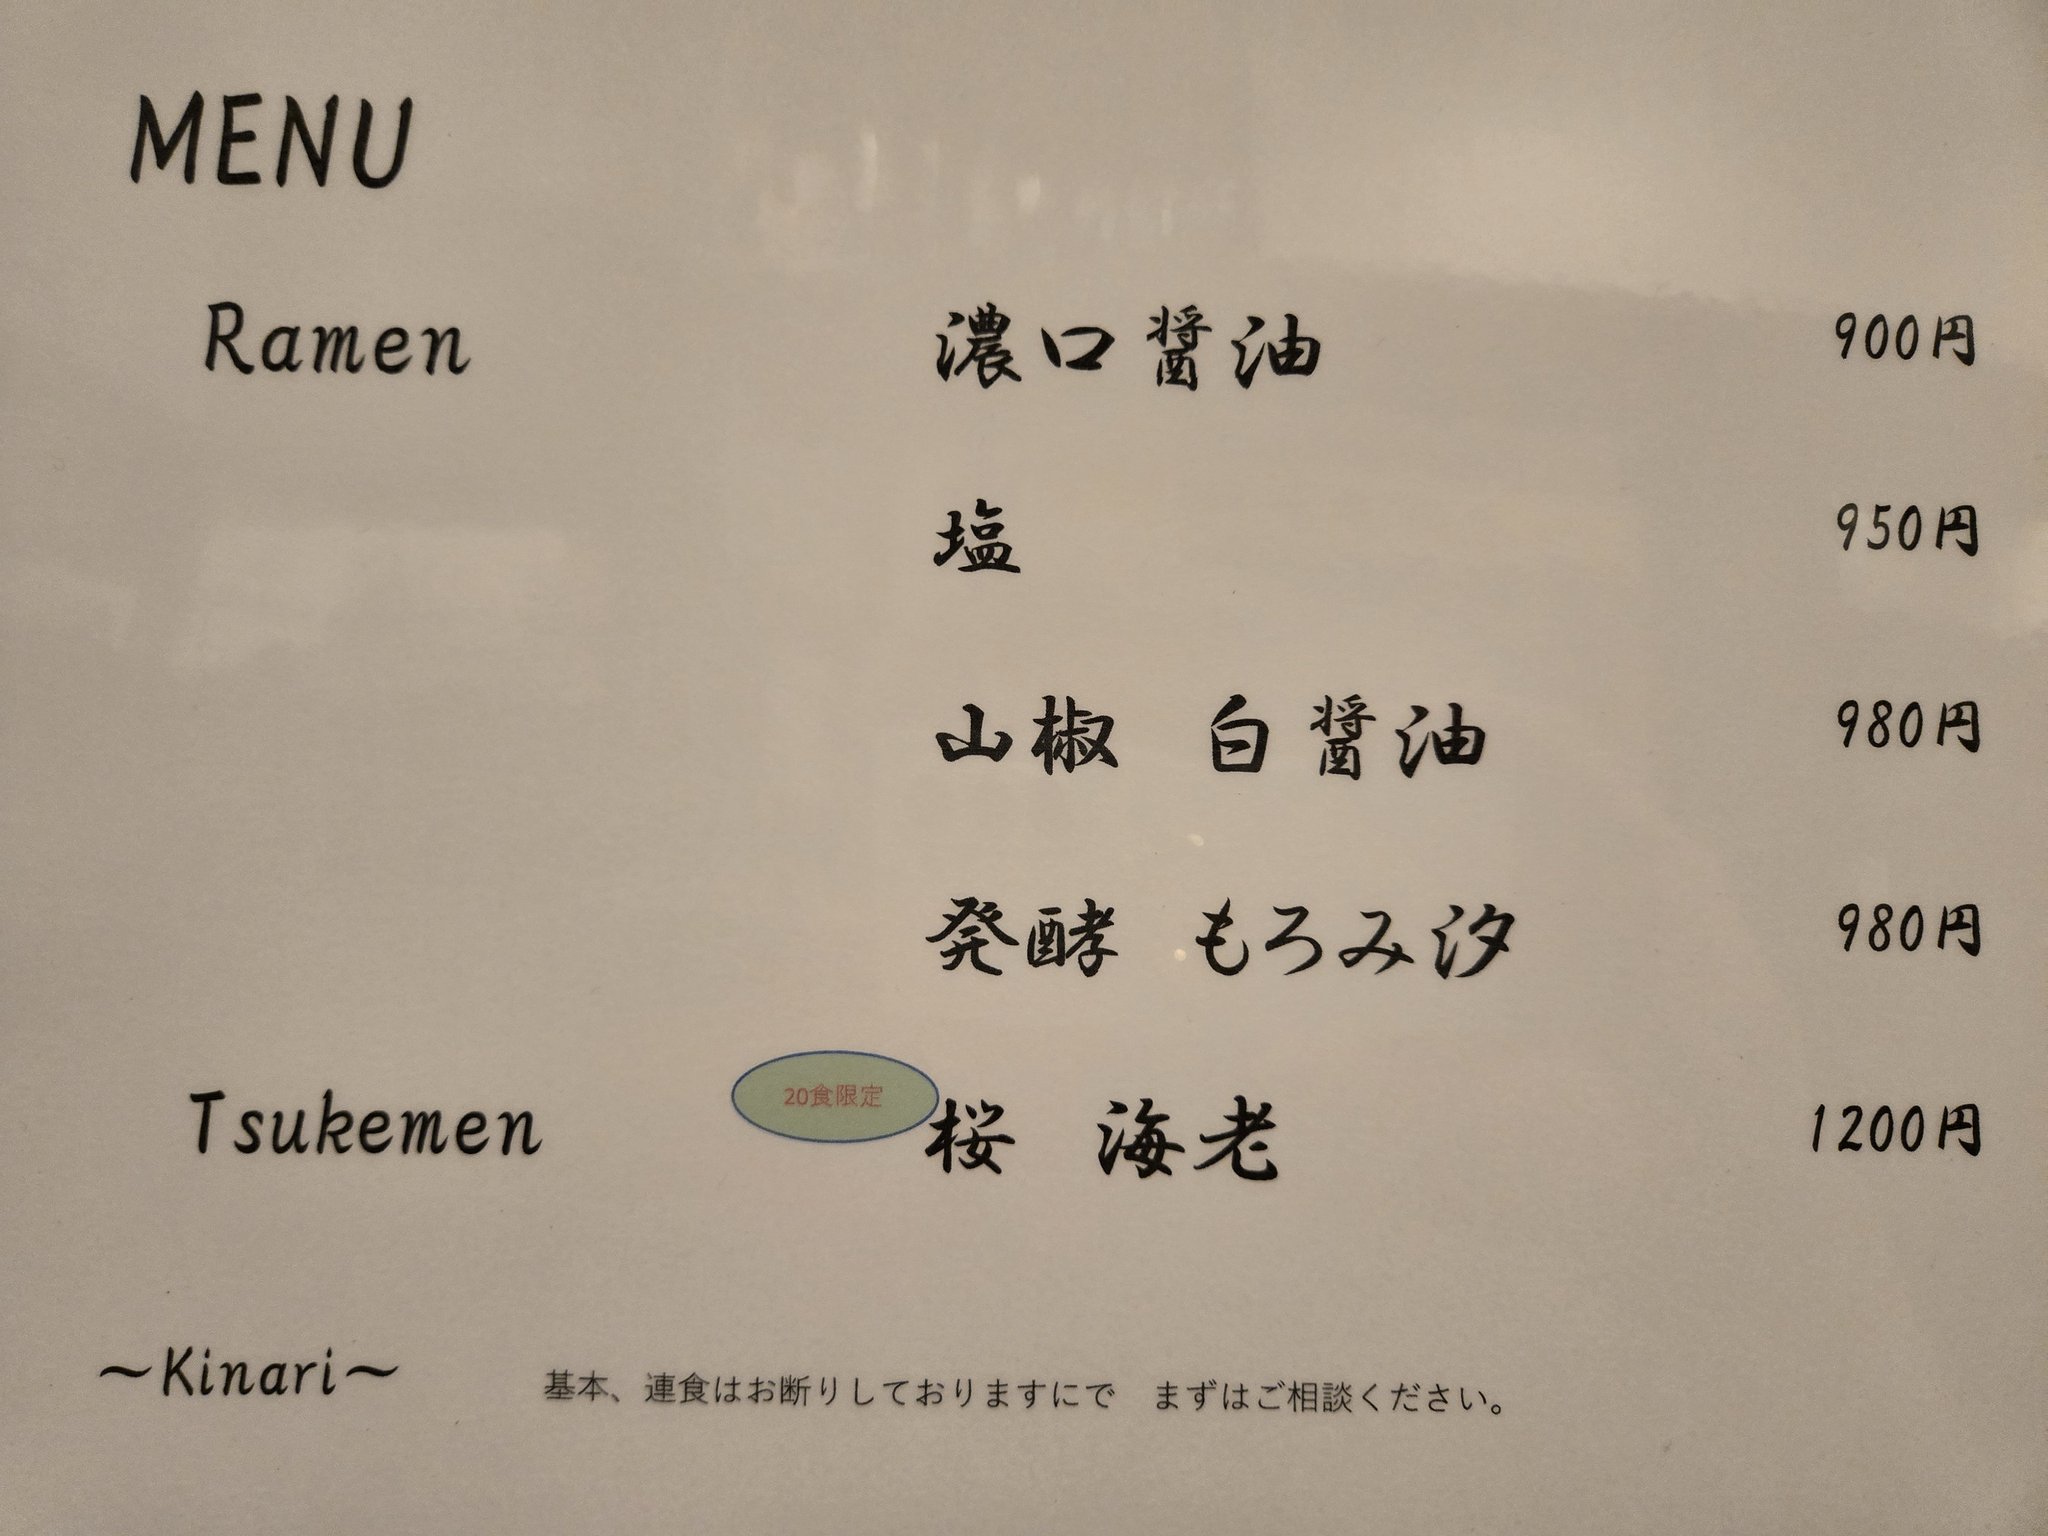 MENU
Ramen 濃口醤油 900円
塩 950円
山椒 白醤油 980円
発酵 もろみ汐 980円
20食限定
Tsukemen 桜 海老 1200円
～Kinari～ 基本、連食はお断りしておりますにで まずはご相談ください。